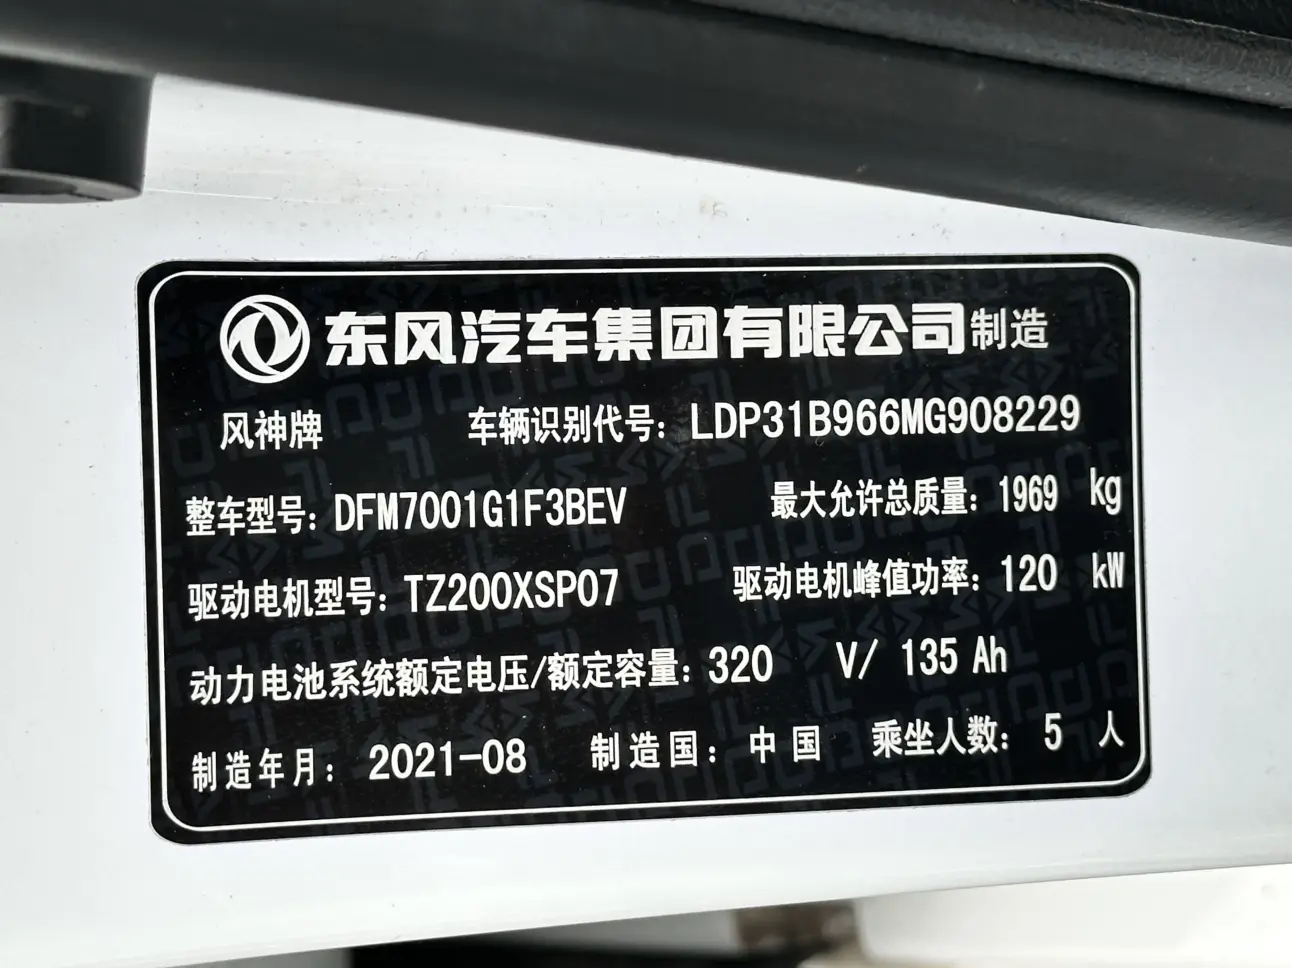 东风汽车集团有限公司制造
风神牌 车辆识别代号：LDP31B966MG908229
整车型号：DFM7001G1F3BEV 最大允许总质量：1969 kg
驱动电机型号：TZ200XSP07 驱动电机峰值功率：120 kW
动力电池系统额定电压/额定容量：320 V/ 135 Ah
制造年月：2021-08 制造国：中国 乘坐人数：5 人